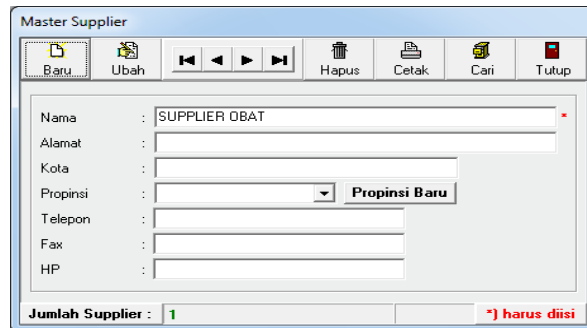 Master Supplier
Baru Ubah Hapus Cetak Cari Tutup
Nama : SUPPLIER OBAT *
Alamat :
Kota :
Propinsi : Propinsi Baru
Telepon :
Fax :
HP :
Jumlah Supplier : 1 *) harus diisi